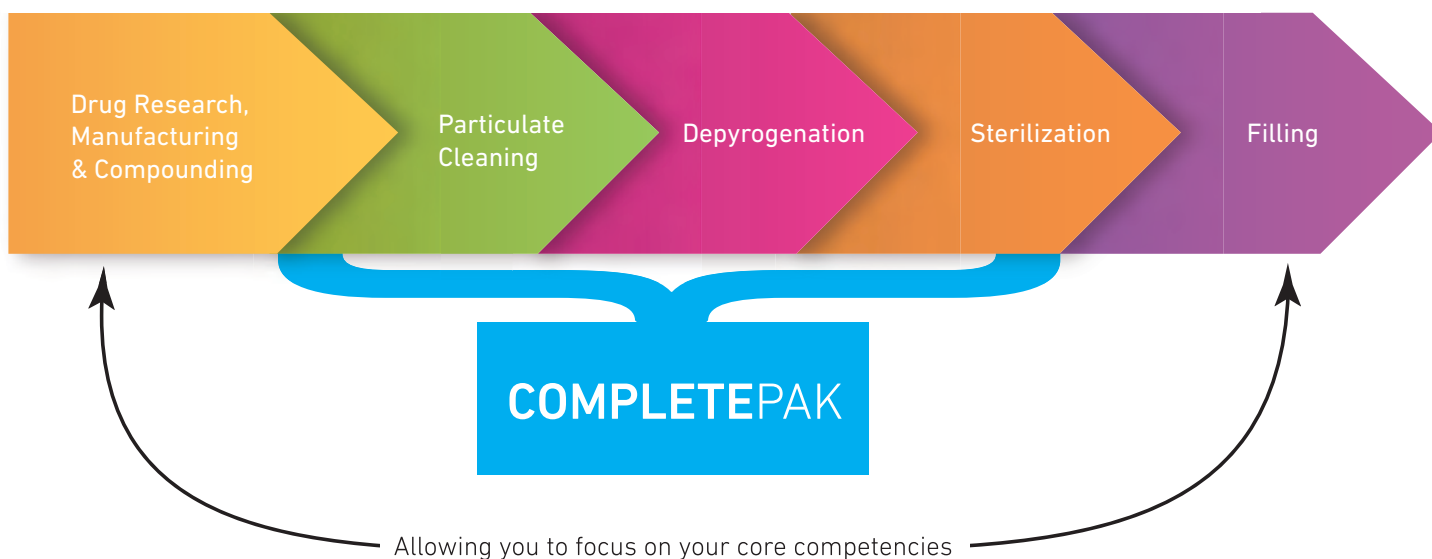 Drug Research,
Manufacturing
& Compounding
Particulate
Cleaning
Depyrogenation
Sterilization
Filling
COMPLETEPAK
Allowing you to focus on your core competencies